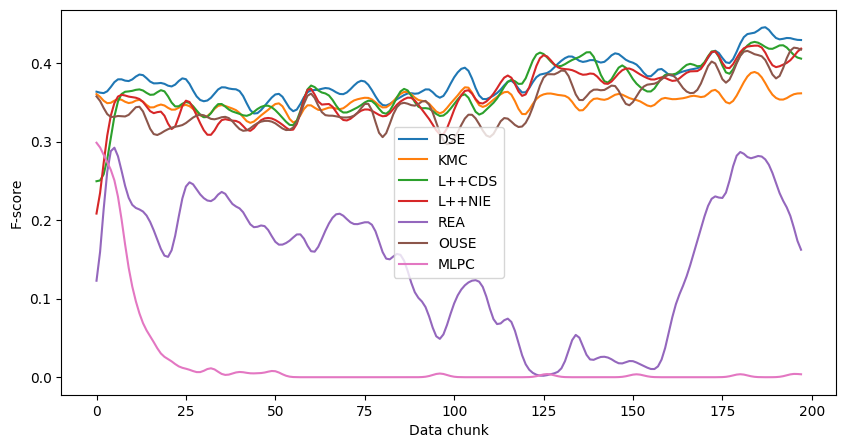 F-score
0.4
0.3
0.2
0.1
0.0
DSE
KMC
L++CDS
L++NIE
REA
OUSE
MLPC
0 25 50 75 100 125 150 175 200
Data chunk